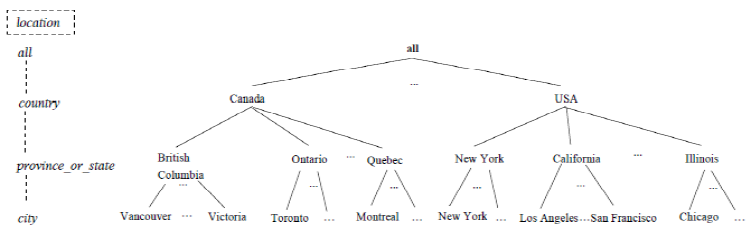 location
all
all
...
country
Canada
USA
province_or_state
British
Columbia
Ontario
...
Quebec
New York
California
...
Illinois
...
...
...
...
...
...
city
Vancouver ... Victoria
Toronto ...
Montreal ...
New York ...
Los Angeles ... San Francisco
Chicago ...